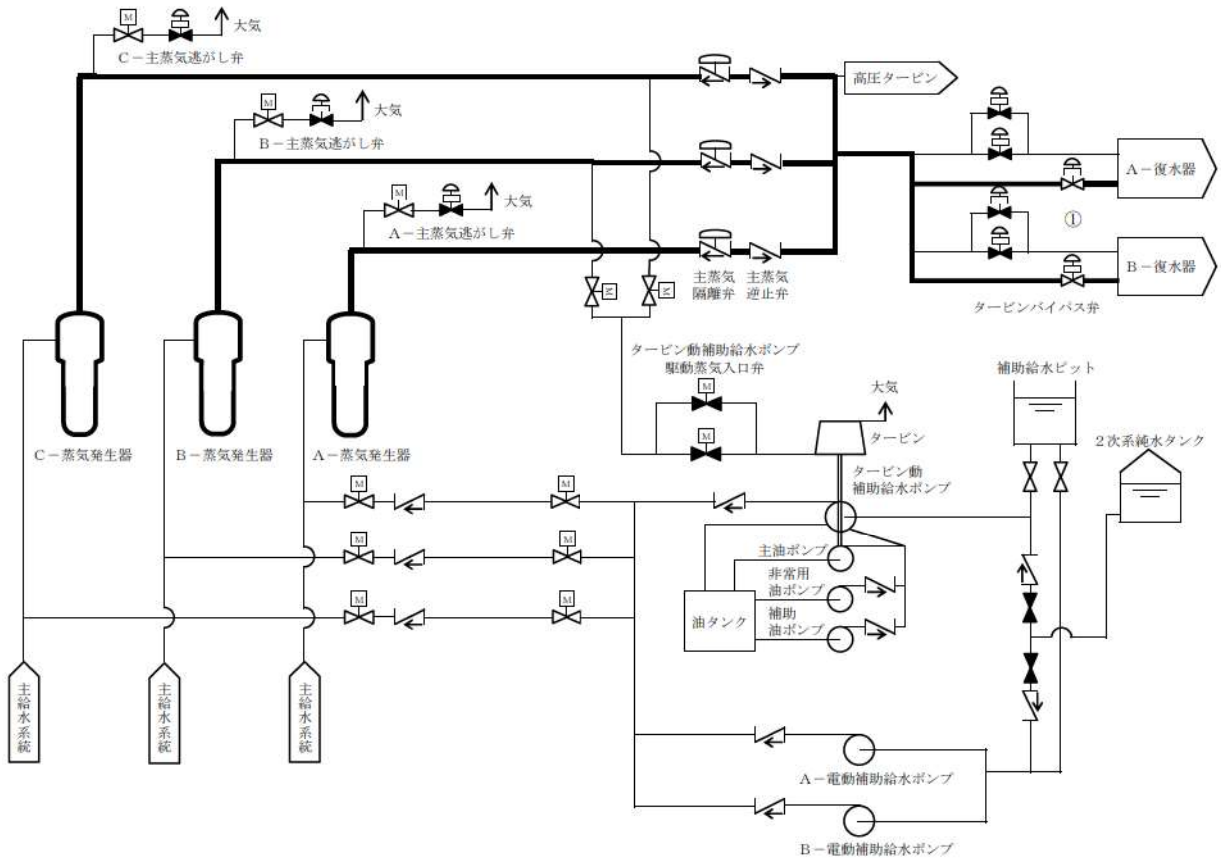 M
大気
C－主蒸気逃がし弁
高圧タービン
M
大気
B－主蒸気逃がし弁
A－復水器
M
大気
①
A－主蒸気逃がし弁
B－復水器
主蒸気
隔離弁
主蒸気
逆止弁
M
M
タービンバイパス弁
タービン動補助給水ポンプ
駆動蒸気入口弁
補助給水ピット
M
大気
M
タービン
2次系純水タンク
C－蒸気発生器
B－蒸気発生器
A－蒸気発生器
タービン動
補助給水ポンプ
M
M
主油ポンプ
M
M
非常用
油ポンプ
M
M
油タンク
補助
油ポンプ
主給水系統
主給水系統
主給水系統
A－電動補助給水ポンプ
B－電動補助給水ポンプ